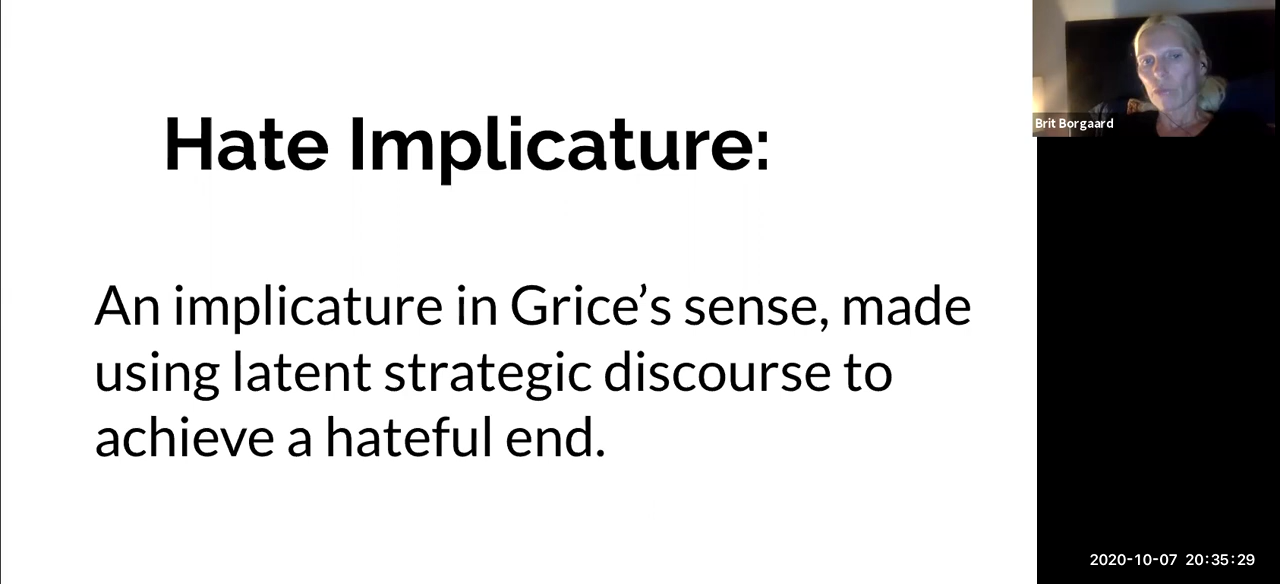 Hate Implicature:
An implicature in Grice’s sense, made
using latent strategic discourse to
achieve a hateful end.
Brit Borgaard
2020-10-07 20:35:29